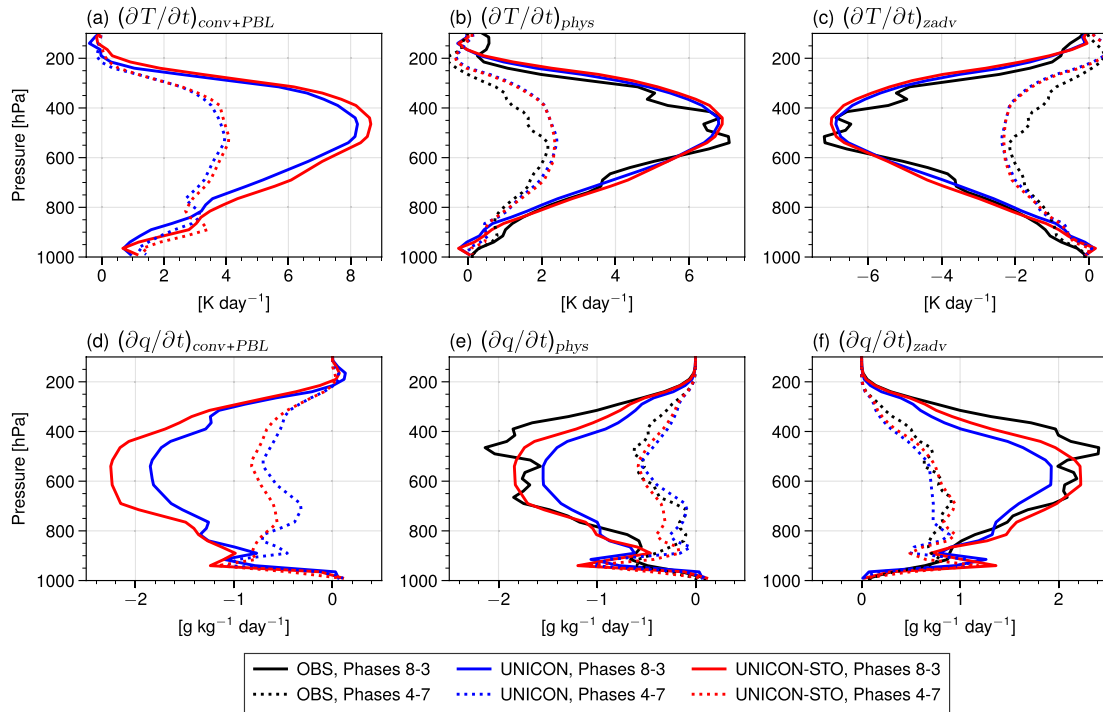 (a) (∂T/∂t)conv+PBL
(b) (∂T/∂t)phys
(c) (∂T/∂t)zadv
Pressure [hPa]
200
400
600
800
1000
0 2 4 6 8
0 2 4 6
−6 −4 −2 0
[K day⁻¹]
[K day⁻¹]
[K day⁻¹]
(d) (∂q/∂t)conv+PBL
(e) (∂q/∂t)phys
(f) (∂q/∂t)zadv
Pressure [hPa]
200
400
600
800
1000
−2 −1 0
−2 −1 0
0 1 2
[g kg⁻¹ day⁻¹]
[g kg⁻¹ day⁻¹]
[g kg⁻¹ day⁻¹]
OBS, Phases 8-3
UNICON, Phases 8-3
UNICON-STO, Phases 8-3
OBS, Phases 4-7
UNICON, Phases 4-7
UNICON-STO, Phases 4-7